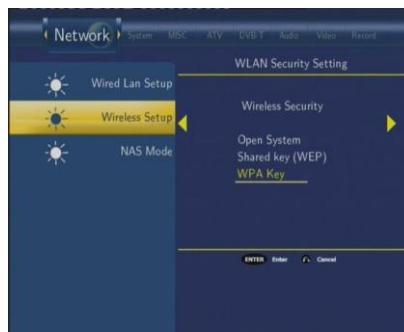 Network System MISC ATV DVB-T Audio Video Record
WLAN Security Setting
Wired Lan Setup
Wireless Setup
NAS Mode
Wireless Security
Open System
Shared key (WEP)
WPA Key
ENTER Enter Cancel